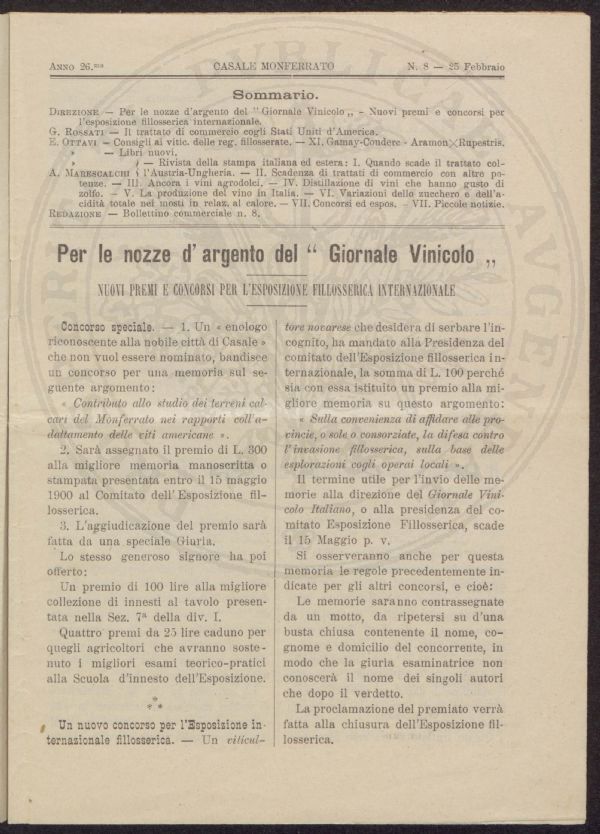 ANNO 26.mo CASALE MONFERRATO N. 8 — 25 Febbraio
Sommario.
DIREZIONE — Per le nozze d'argento del " Giornale Vinicolo „ - Nuovi premi e concorsi per
l'esposizione fillosserica internazionale.
G. ROSSATI — Il trattato di commercio cogli Stati Uniti d'America.
E. OTTAVI — Consigli ai vitic. delle reg. fillosserate. — XI. Gamay-Couderc - Aramon×Rupestris.
» — Libri nuovi.
» — Rivista della stampa italiana ed estera: I. Quando scade il trattato col-
A. MARESCALCHI l'Austria-Ungheria. — II. Scadenza di trattati di commercio con altre po-
tenze. — III. Ancora i vini agrodolci. — IV. Distillazione di vini che hanno gusto di
zolfo. — V. La produzione del vino in Italia. — VI. Variazioni dello zucchero e dell'a-
cidità totale nei mosti in relaz. al calore. — VII. Concorsi ed espos. — VII. Piccole notizie.
REDAZIONE — Bollettino commerciale n. 8.
Per le nozze d'argento del " Giornale Vinicolo „
NUOVI PREMI E CONCORSI PER L'ESPOSIZIONE FILLOSSERICA INTERNAZIONALE
Concorso speciale. — 1. Un « enologo
riconoscente alla nobile città di Casale »
che non vuol essere nominato, bandisce
un concorso per una memoria sul se-
guente argomento:
« Contributo allo studio dei terreni cal-
cari del Monferrato nei rapporti coll'a-
dattamento delle viti americane ».
2. Sarà assegnato il premio di L. 300
alla migliore memoria manoscritta o
stampata presentata entro il 15 maggio
1900 al Comitato dell'Esposizione fil-
losserica.
3. L'aggiudicazione del premio sarà
fatta da una speciale Giuria.
Lo stesso generoso signore ha poi
offerto:
Un premio di 100 lire alla migliore
collezione di innesti al tavolo presen-
tata nella Sez. 7ª della div. I.
Quattro premi da 25 lire caduno per
quegli agricoltori che avranno soste-
nuto i migliori esami teorico-pratici
alla Scuola d'innesto dell'Esposizione.
* * *
Un nuovo concorso per l'Esposizione in-
ternazionale fillosserica. — Un viticul-
tore novarese che desidera di serbare l'in-
cognito, ha mandato alla Presidenza del
comitato dell'Esposizione fillosserica in-
ternazionale, la somma di L. 100 perché
sia con essa istituito un premio alla mi-
gliore memoria su questo argomento:
« Sulla convenienza di affidare alle pro-
vincie, o sole o consorziate, la difesa contro
l'invasione fillosserica, sulla base delle
esplorazioni cogli operai locali ».
Il termine utile per l'invio delle me-
morie alla direzione del Giornale Vini-
colo Italiano, o alla presidenza del co-
mitato Esposizione Fillosserica, scade
il 15 Maggio p. v.
Si osserveranno anche per questa
memoria le regole precedentemente in-
dicate per gli altri concorsi, e cioè:
Le memorie saranno contrassegnate
da un motto, da ripetersi su d'una
busta chiusa contenente il nome, co-
gnome e domicilio del concorrente, in
modo che la giuria esaminatrice non
conoscerà il nome dei singoli autori
che dopo il verdetto.
La proclamazione del premiato verrà
fatta alla chiusura dell'Esposizione fil-
losserica.